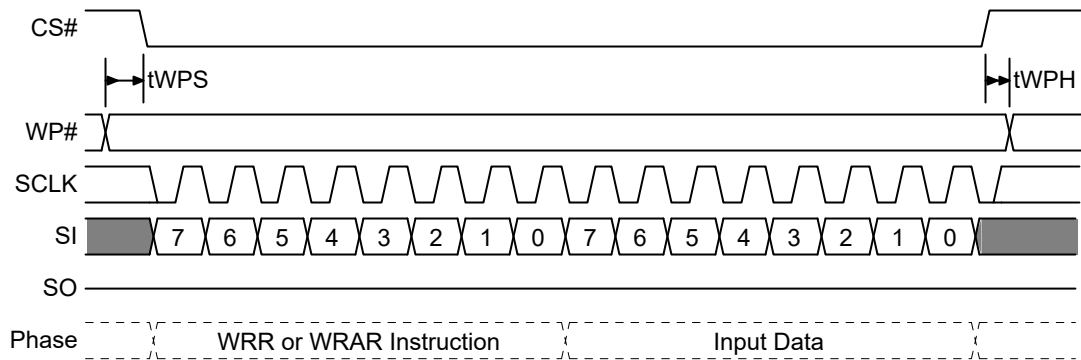 CS#
tWPS tWPH
WP#
SCLK
SI 7 6 5 4 3 2 1 0 7 6 5 4 3 2 1 0
SO
Phase WRR or WRAR Instruction Input Data